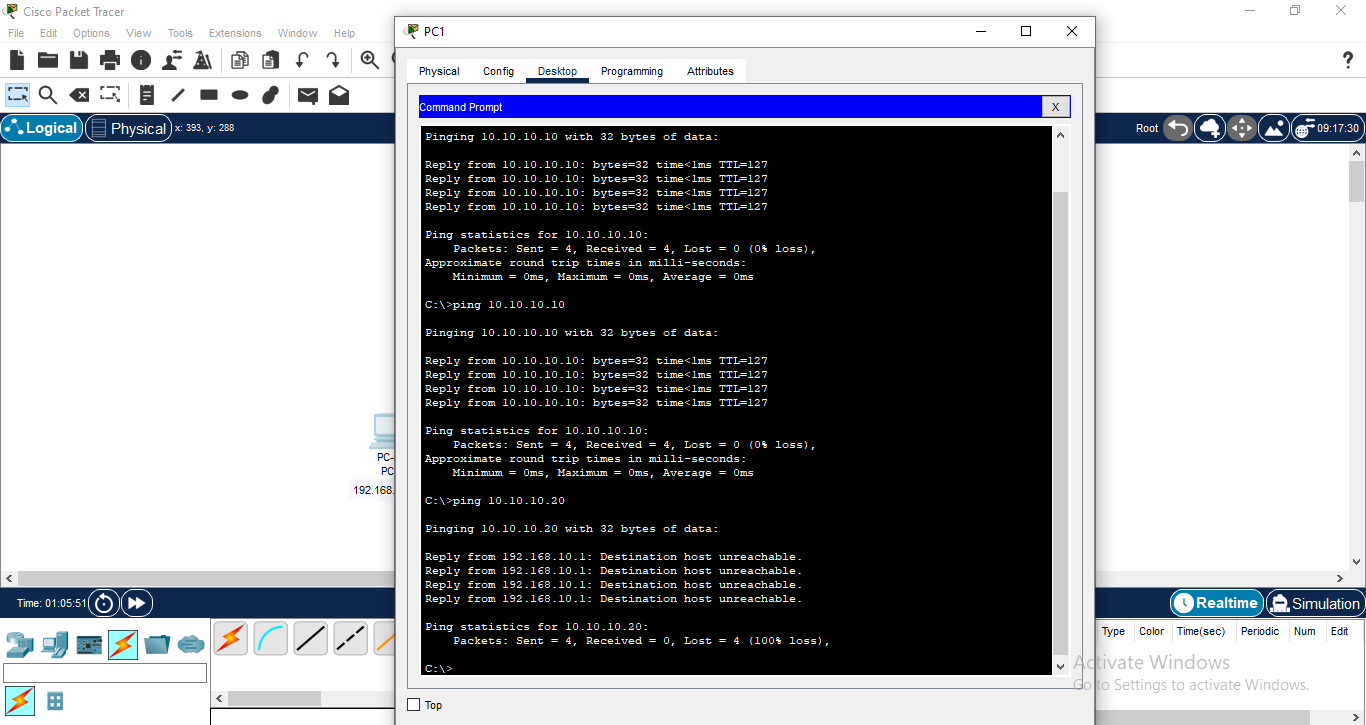 Cisco Packet Tracer
File Edit Options View Tools Extensions Window Help
PC1
Physical Config Desktop Programming Attributes
Command Prompt
X
Logical Physical x: 393, y: 288
Root 09:17:30
Pinging 10.10.10.10 with 32 bytes of data:
Reply from 10.10.10.10: bytes=32 time<1ms TTL=127
Reply from 10.10.10.10: bytes=32 time<1ms TTL=127
Reply from 10.10.10.10: bytes=32 time<1ms TTL=127
Reply from 10.10.10.10: bytes=32 time<1ms TTL=127
Ping statistics for 10.10.10.10:
Packets: Sent = 4, Received = 4, Lost = 0 (0% loss),
Approximate round trip times in milli-seconds:
Minimum = 0ms, Maximum = 0ms, Average = 0ms
C:\>ping 10.10.10.10
Pinging 10.10.10.10 with 32 bytes of data:
Reply from 10.10.10.10: bytes=32 time<1ms TTL=127
Reply from 10.10.10.10: bytes=32 time<1ms TTL=127
Reply from 10.10.10.10: bytes=32 time<1ms TTL=127
Reply from 10.10.10.10: bytes=32 time<1ms TTL=127
Ping statistics for 10.10.10.10:
Packets: Sent = 4, Received = 4, Lost = 0 (0% loss),
Approximate round trip times in milli-seconds:
Minimum = 0ms, Maximum = 0ms, Average = 0ms
C:\>ping 10.10.10.20
Pinging 10.10.10.20 with 32 bytes of data:
Reply from 192.168.10.1: Destination host unreachable.
Reply from 192.168.10.1: Destination host unreachable.
Reply from 192.168.10.1: Destination host unreachable.
Reply from 192.168.10.1: Destination host unreachable.
Ping statistics for 10.10.10.20:
Packets: Sent = 4, Received = 0, Lost = 4 (100% loss),
C:\>
Top
PC-
PC
192.168.
Time: 01:05:51
Realtime Simulation
Type Color Time(sec) Periodic Num Edit
Activate Windows
Go to Settings to activate Windows.